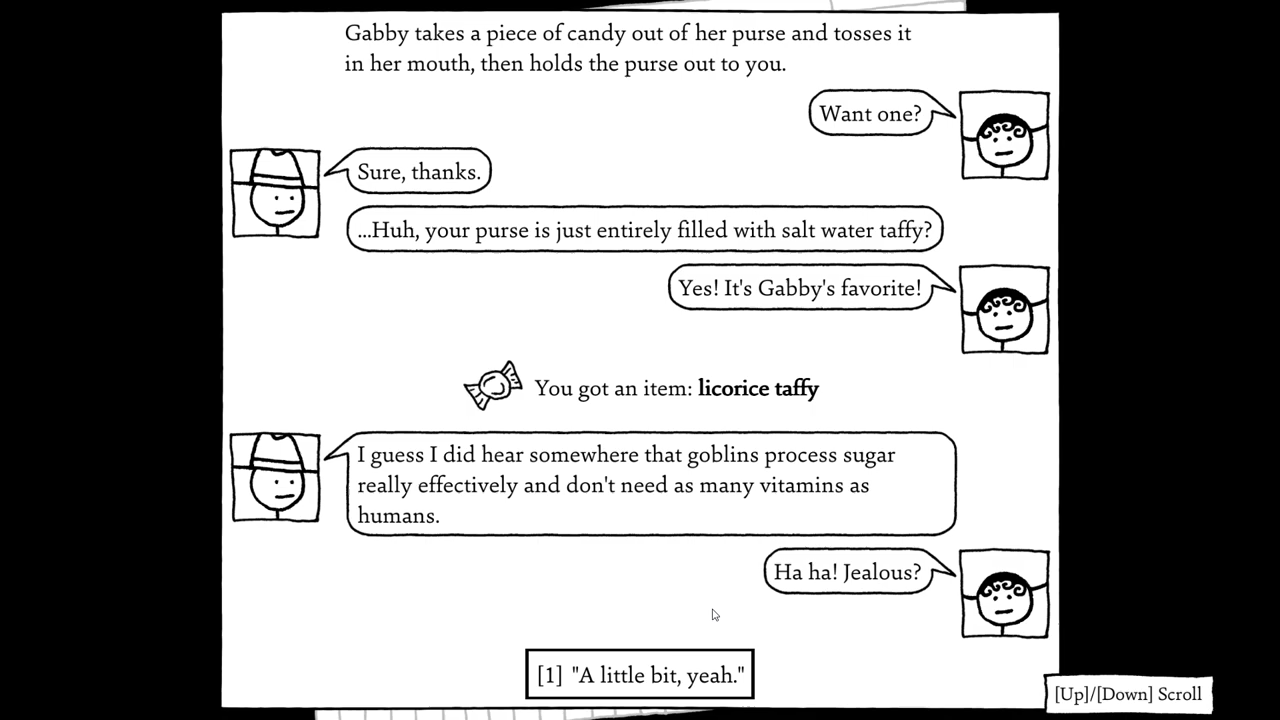 Gabby takes a piece of candy out of her purse and tosses it
in her mouth, then holds the purse out to you.
Want one?
Sure, thanks.
...Huh, your purse is just entirely filled with salt water taffy?
Yes! It's Gabby's favorite!
You got an item: licorice taffy
I guess I did hear somewhere that goblins process sugar
really effectively and don't need as many vitamins as
humans.
Ha ha! Jealous?
[1] "A little bit, yeah."
[Up]/[Down] Scroll